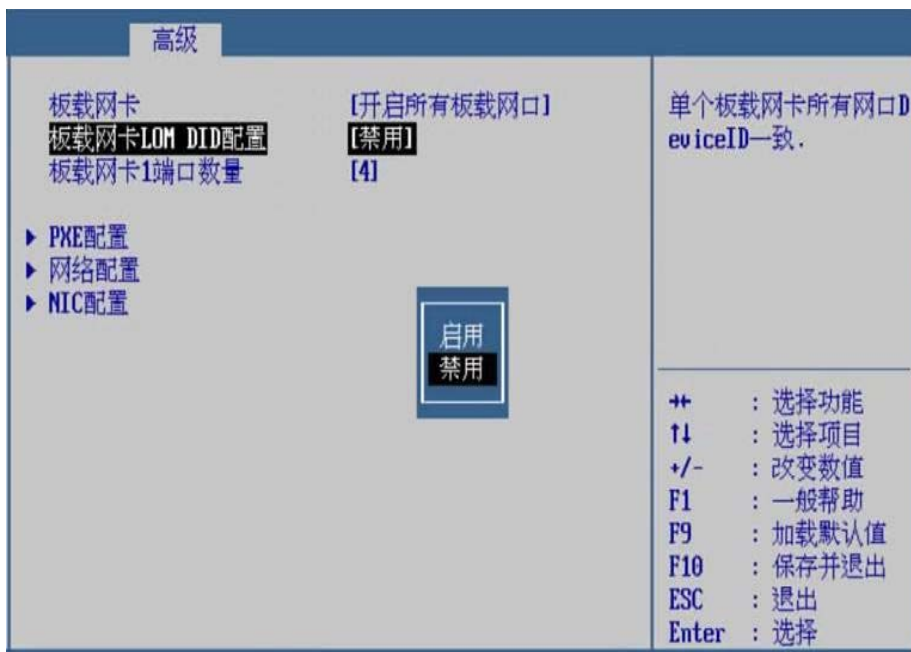 高级
板载网卡 [开启所有板载网口]
板载网卡LOM DID配置 [禁用]
板载网卡1端口数量 [4]
PXE配置
网络配置
NIC配置
启用
禁用
单个板载网卡所有网口D
eviceID一致.
→← : 选择功能
↑↓ : 选择项目
+/- : 改变数值
F1 : 一般帮助
F9 : 加载默认值
F10 : 保存并退出
ESC : 退出
Enter : 选择